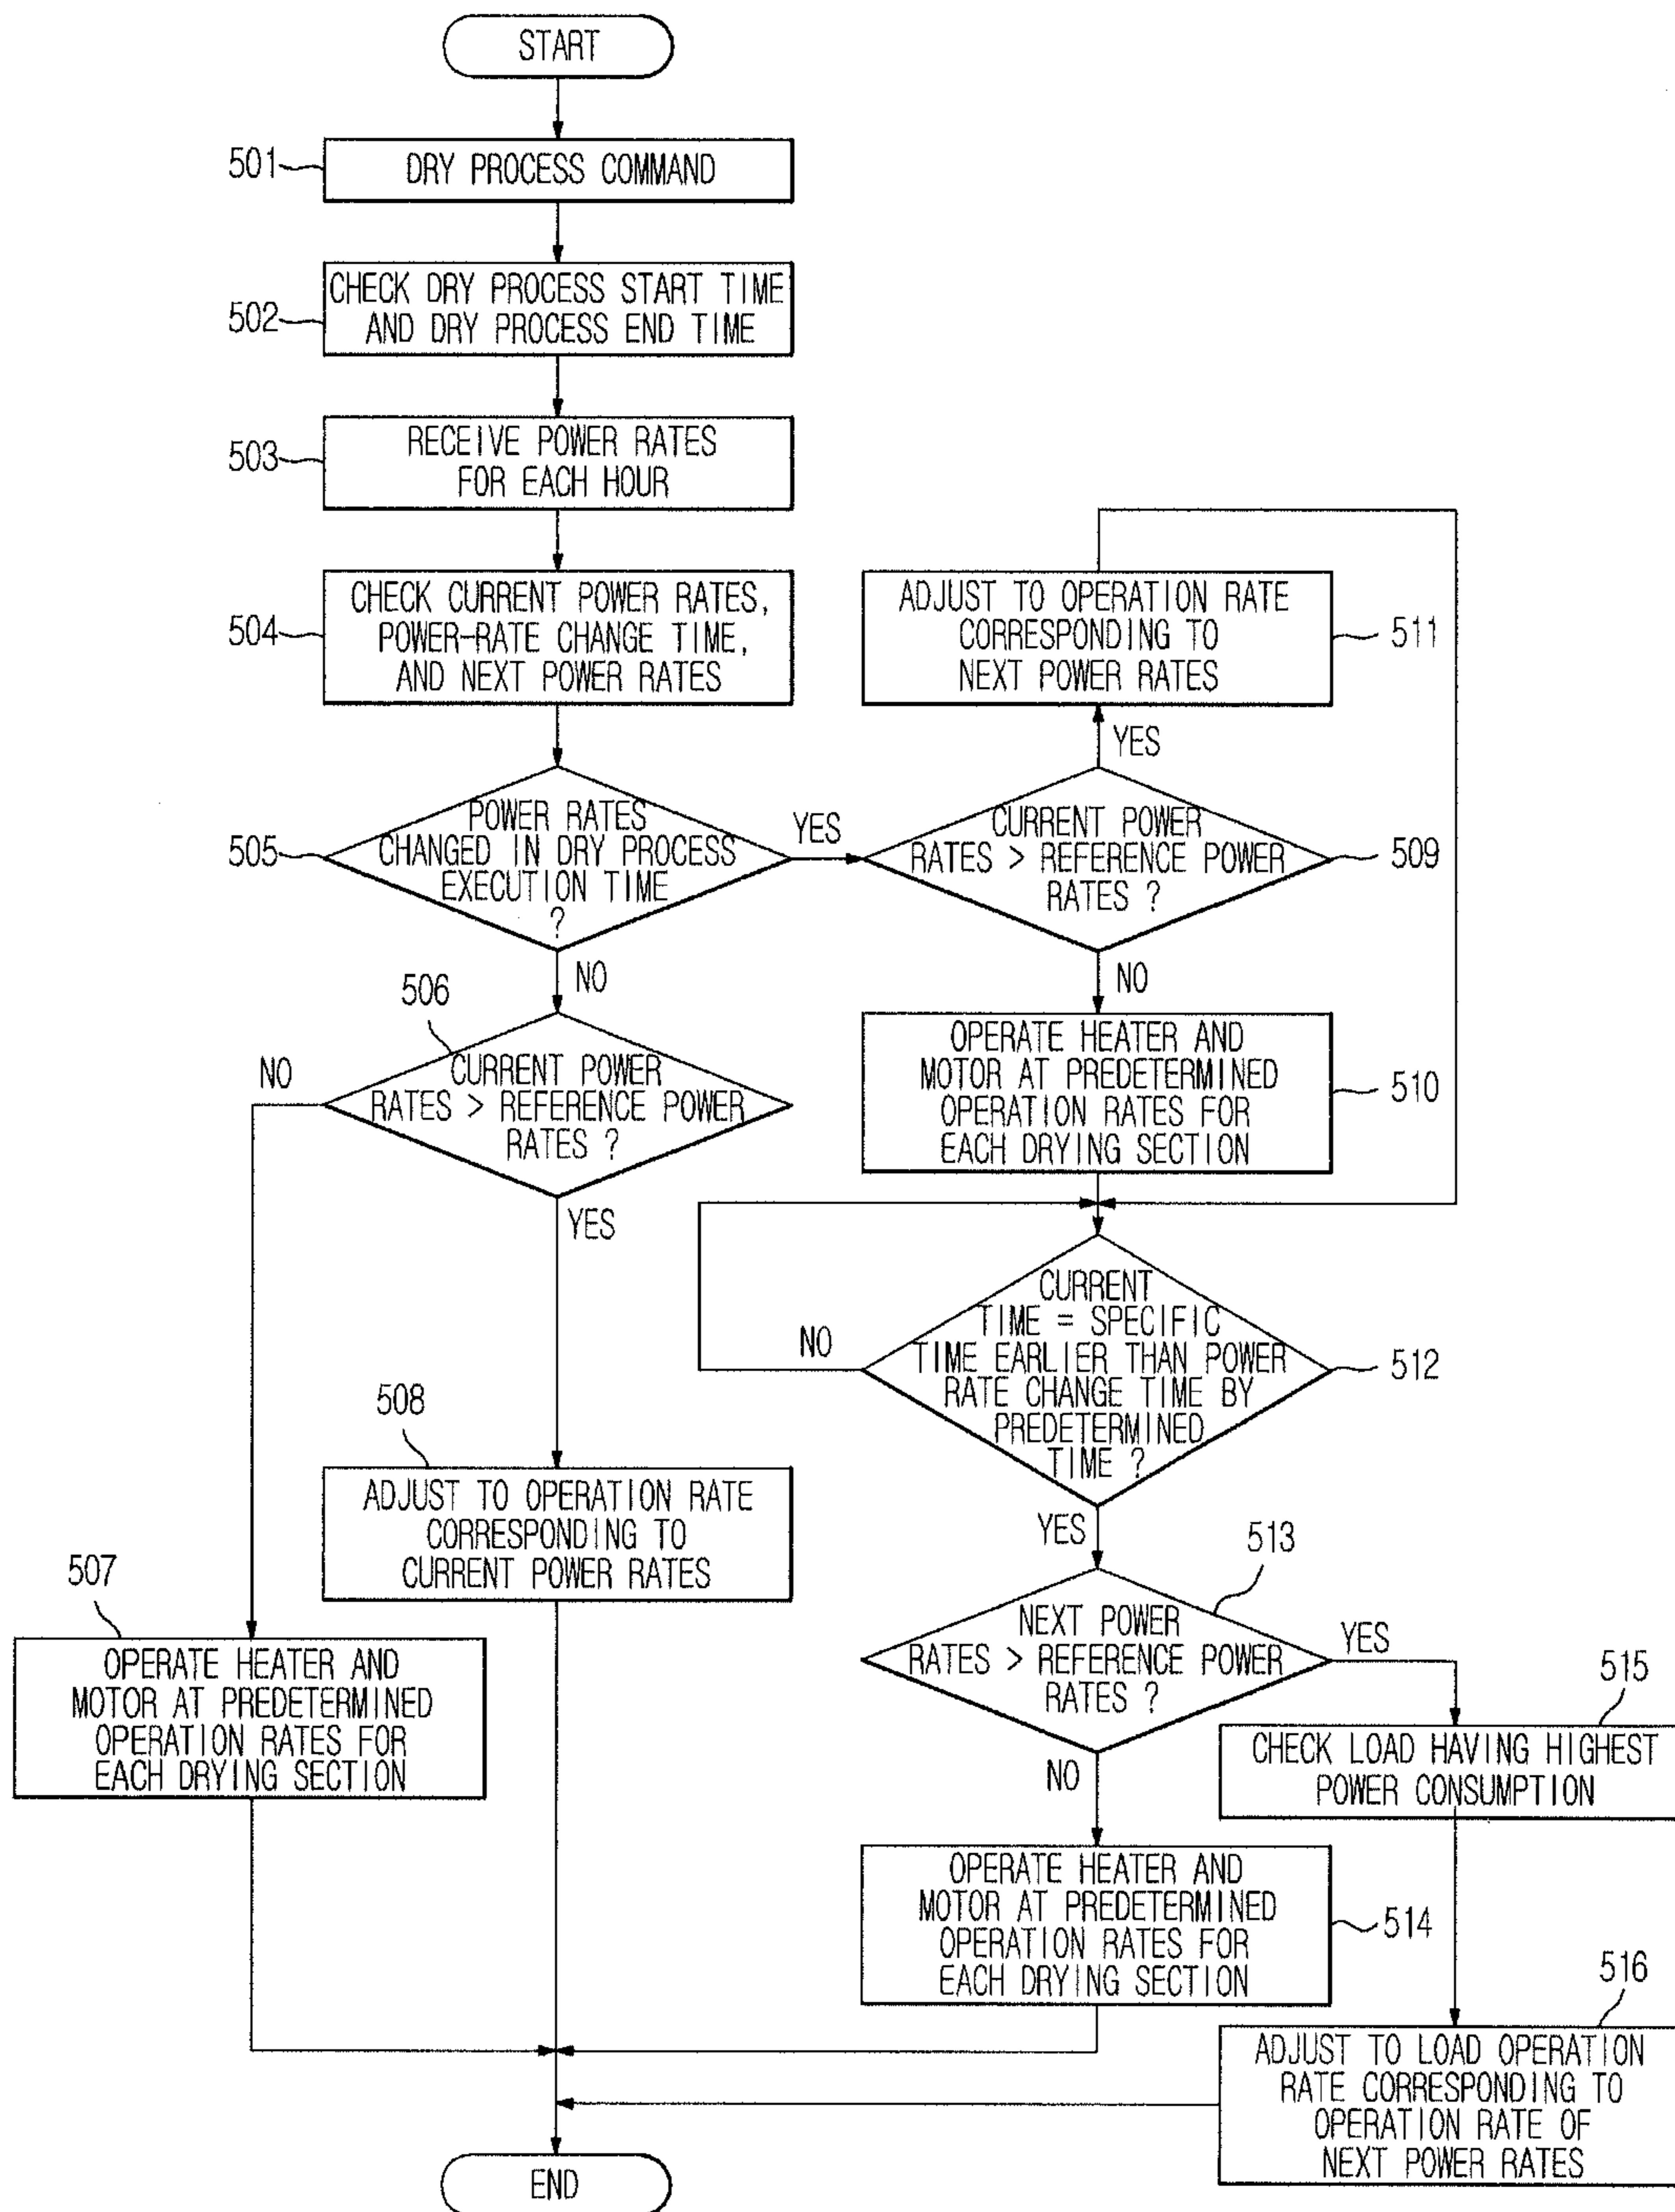 START
501
DRY PROCESS COMMAND
502
CHECK DRY PROCESS START TIME
AND DRY PROCESS END TIME
503
RECEIVE POWER RATES
FOR EACH HOUR
504
CHECK CURRENT POWER RATES,
POWER-RATE CHANGE TIME,
AND NEXT POWER RATES
ADJUST TO OPERATION RATE
CORRESPONDING TO
NEXT POWER RATES
511
YES
505
POWER RATES
CHANGED IN DRY PROCESS
EXECUTION TIME
?
YES
CURRENT POWER
RATES > REFERENCE POWER
RATES ?
509
NO
NO
506
NO
CURRENT POWER
RATES > REFERENCE POWER
RATES ?
YES
OPERATE HEATER AND
MOTOR AT PREDETERMINED
OPERATION RATES FOR
EACH DRYING SECTION
510
NO
CURRENT
TIME = SPECIFIC
TIME EARLIER THAN POWER
RATE CHANGE TIME BY
PREDETERMINED
TIME ?
512
YES
508
ADJUST TO OPERATION RATE
CORRESPONDING TO
CURRENT POWER RATES
507
OPERATE HEATER AND
MOTOR AT PREDETERMINED
OPERATION RATES FOR
EACH DRYING SECTION
513
NEXT POWER
RATES > REFERENCE POWER
RATES ?
YES
NO
515
CHECK LOAD HAVING HIGHEST
POWER CONSUMPTION
OPERATE HEATER AND
MOTOR AT PREDETERMINED
OPERATION RATES FOR
EACH DRYING SECTION
514
516
ADJUST TO LOAD OPERATION
RATE CORRESPONDING TO
OPERATION RATE OF
NEXT POWER RATES
END